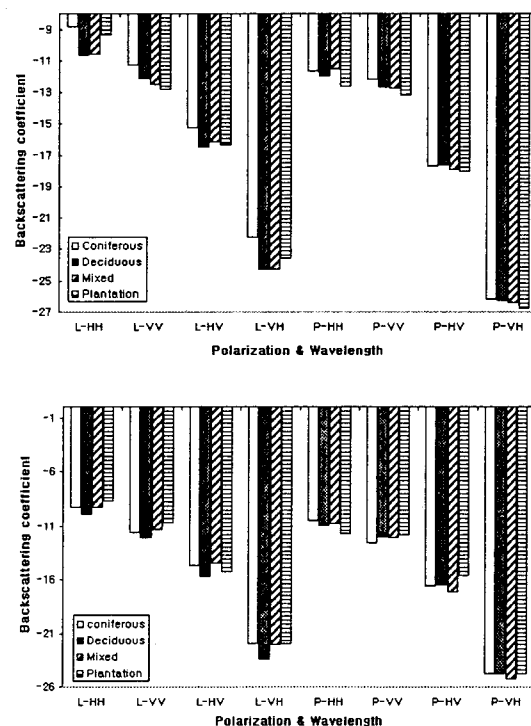 -9
-11
-13
-15
-17
-19
-21
-23
-25
-27
Backscattering coefficient
Coniferous
Deciduous
Mixed
Plantation
L-HH L-VV L-HV L-VH P-HH P-VV P-HV P-VH
Polarization & Wavelength
-1
-6
-11
-16
-21
-26
Backscattering coefficient
coniferous
Deciduous
Mixed
Plantation
L-HH L-VV L-HV L-VH P-HH P-VV P-HV P-VH
Polarization & Wavelength